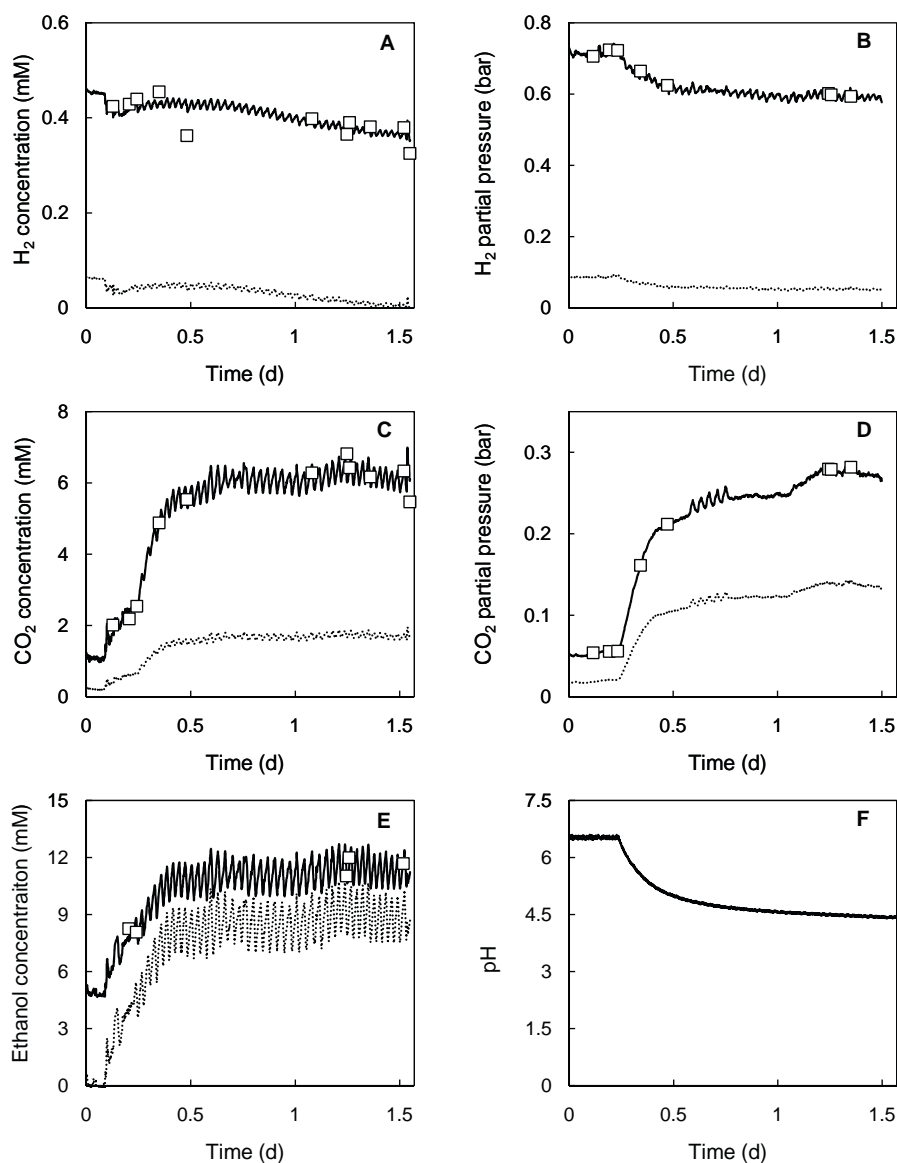 A
H2 concentration (mM)
0.6
0.4
0.2
0
0 0.5 1 1.5
Time (d)
B
H2 partial pressure (bar)
0.8
0.6
0.4
0.2
0.0
0 0.5 1 1.5
Time (d)
C
CO2 concentration (mM)
8
6
4
2
0
0 0.5 1 1.5
Time (d)
D
CO2 partial pressure (bar)
0.3
0.2
0.1
0
0 0.5 1 1.5
Time (d)
E
Ethanol concentraiton (mM)
15
12
9
6
3
0
0 0.5 1 1.5
Time (d)
F
pH
7.5
6
4.5
3
1.5
0
0 0.5 1 1.5
Time (d)